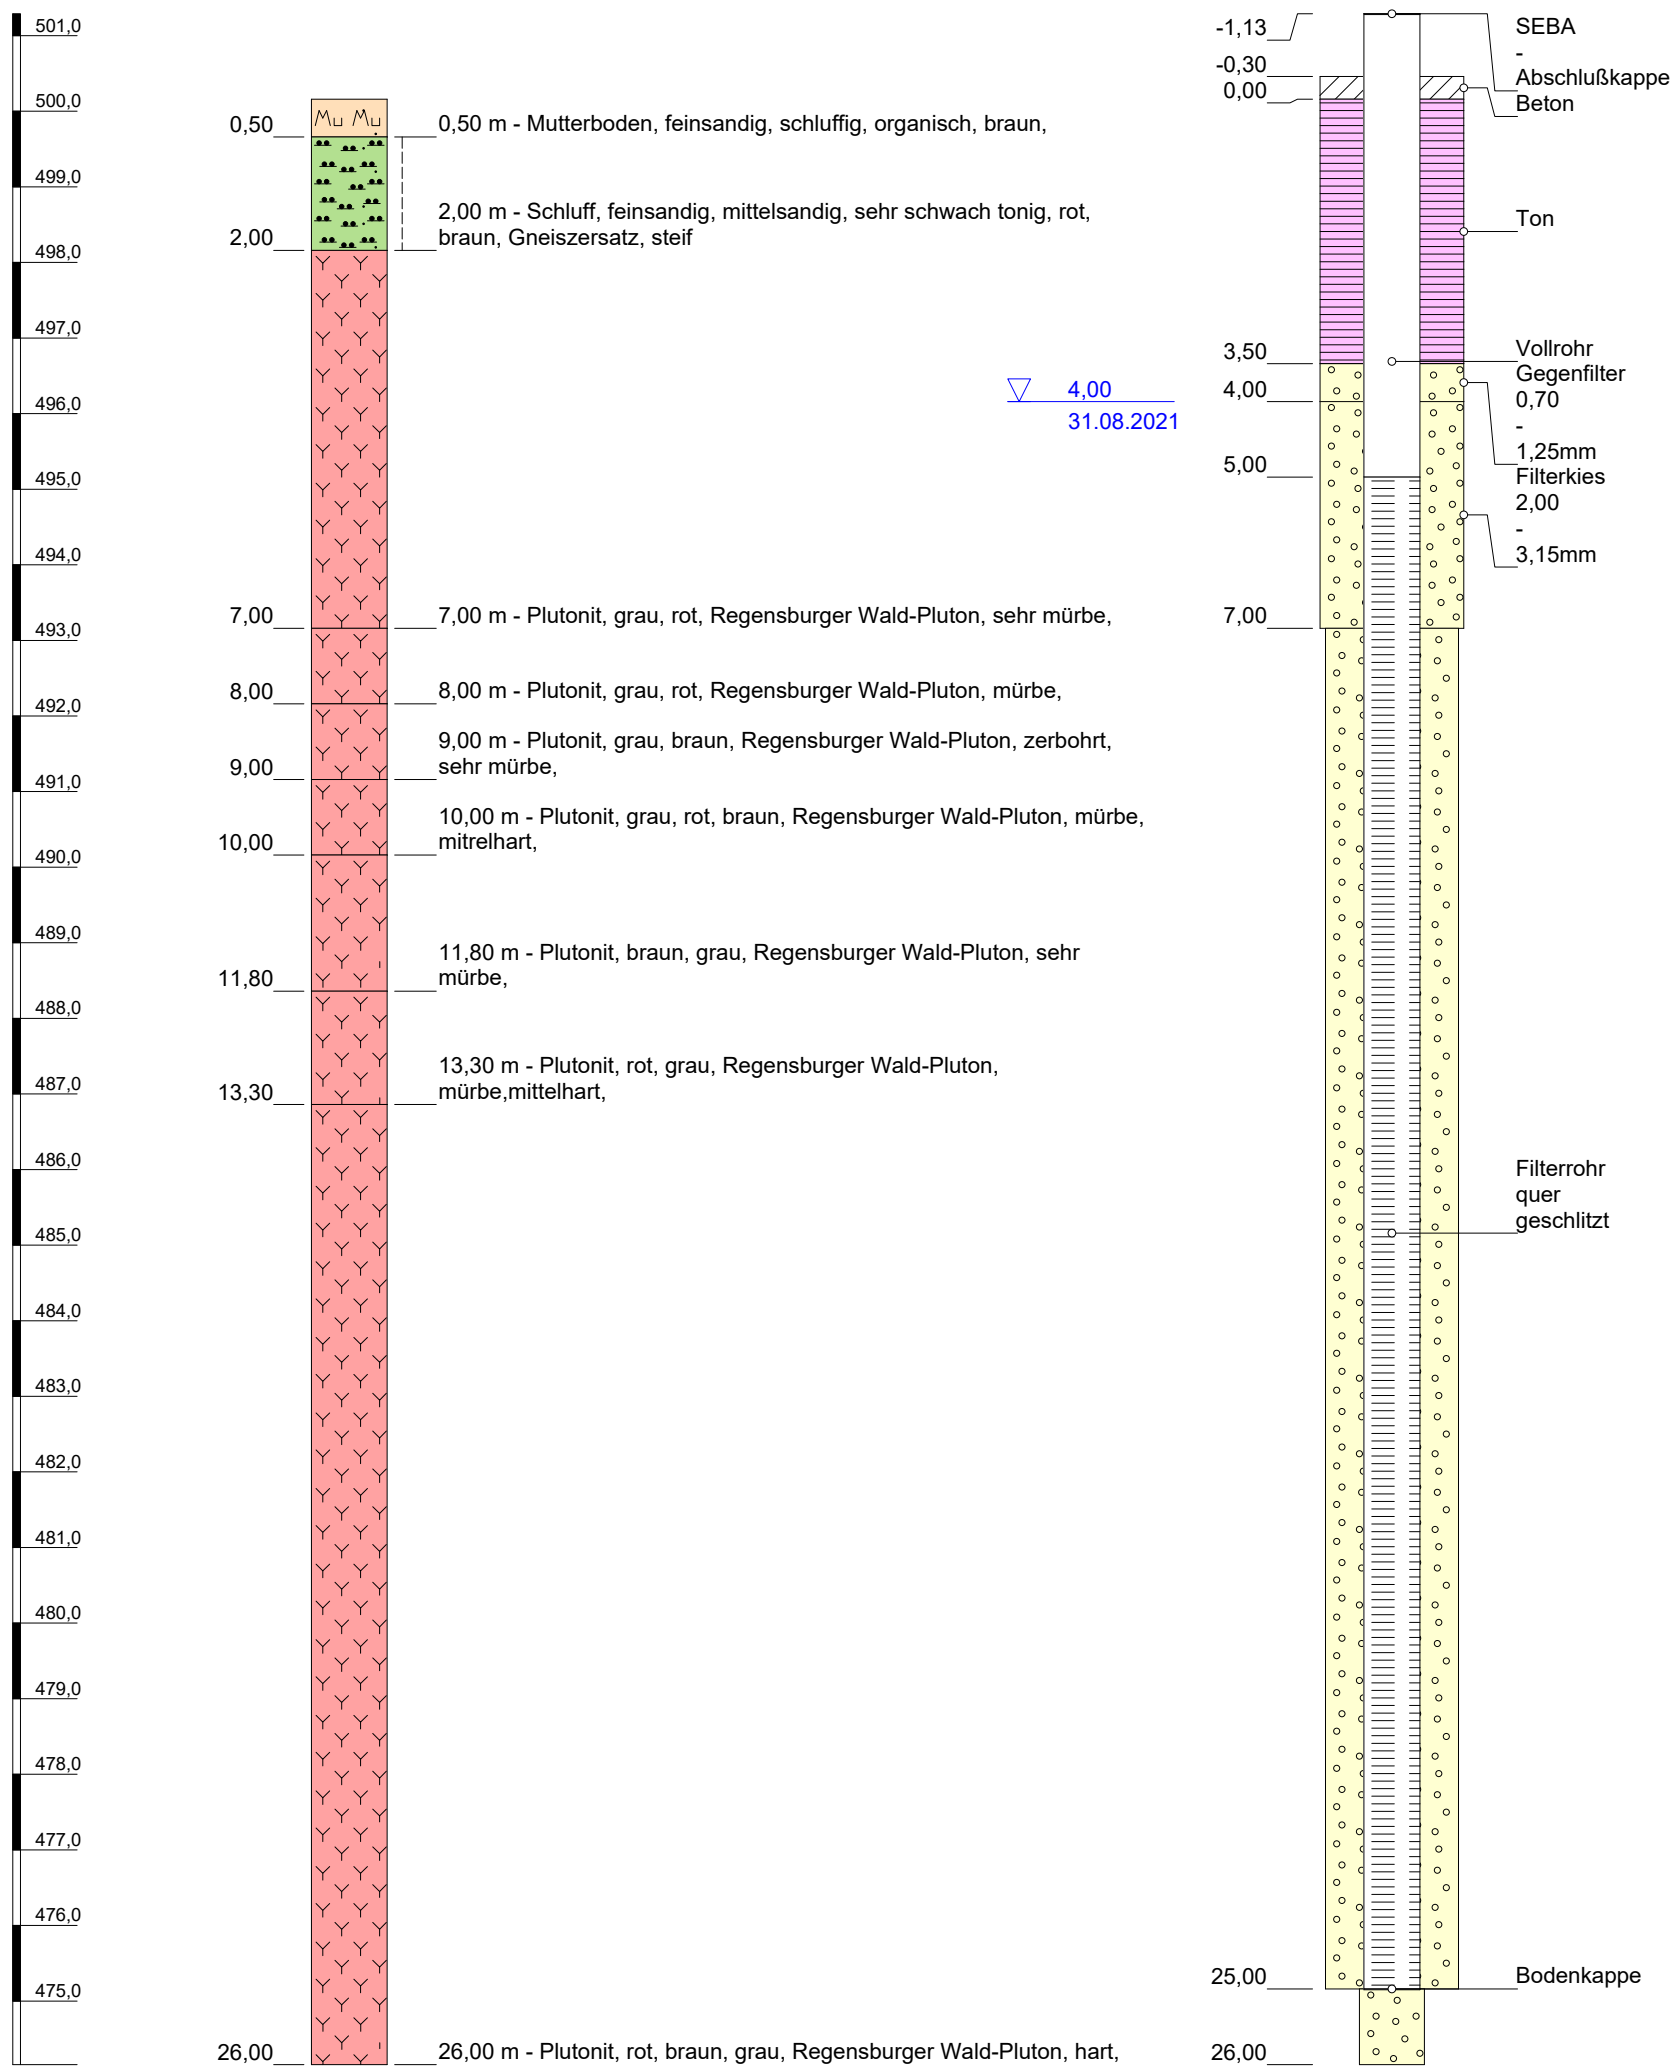 501,0
500,0
499,0
498,0
497,0
496,0
495,0
494,0
493,0
492,0
491,0
490,0
489,0
488,0
487,0
486,0
485,0
484,0
483,0
482,0
481,0
480,0
479,0
478,0
477,0
476,0
475,0
0,50
2,00
7,00
8,00
9,00
10,00
11,80
13,30
26,00
0,50 m - Mutterboden, feinsandig, schluffig, organisch, braun,
2,00 m - Schluff, feinsandig, mittelsandig, sehr schwach tonig, rot,
braun, Gneiszersatz, steif
7,00 m - Plutonit, grau, rot, Regensburger Wald-Pluton, sehr mürbe,
8,00 m - Plutonit, grau, rot, Regensburger Wald-Pluton, mürbe,
9,00 m - Plutonit, grau, braun, Regensburger Wald-Pluton, zerbohrt,
sehr mürbe,
10,00 m - Plutonit, grau, rot, braun, Regensburger Wald-Pluton, mürbe,
mitrelhart,
11,80 m - Plutonit, braun, grau, Regensburger Wald-Pluton, sehr
mürbe,
13,30 m - Plutonit, rot, grau, Regensburger Wald-Pluton,
mürbe,mittelhart,
26,00 m - Plutonit, rot, braun, grau, Regensburger Wald-Pluton, hart,
4,00
31.08.2021
-1,13
-0,30
0,00
3,50
4,00
5,00
7,00
25,00
26,00
SEBA
-
Abschlußkappe
Beton
Ton
Vollrohr
Gegenfilter
0,70
-
1,25mm
Filterkies
2,00
-
3,15mm
Filterrohr
quer
geschlitzt
Bodenkappe